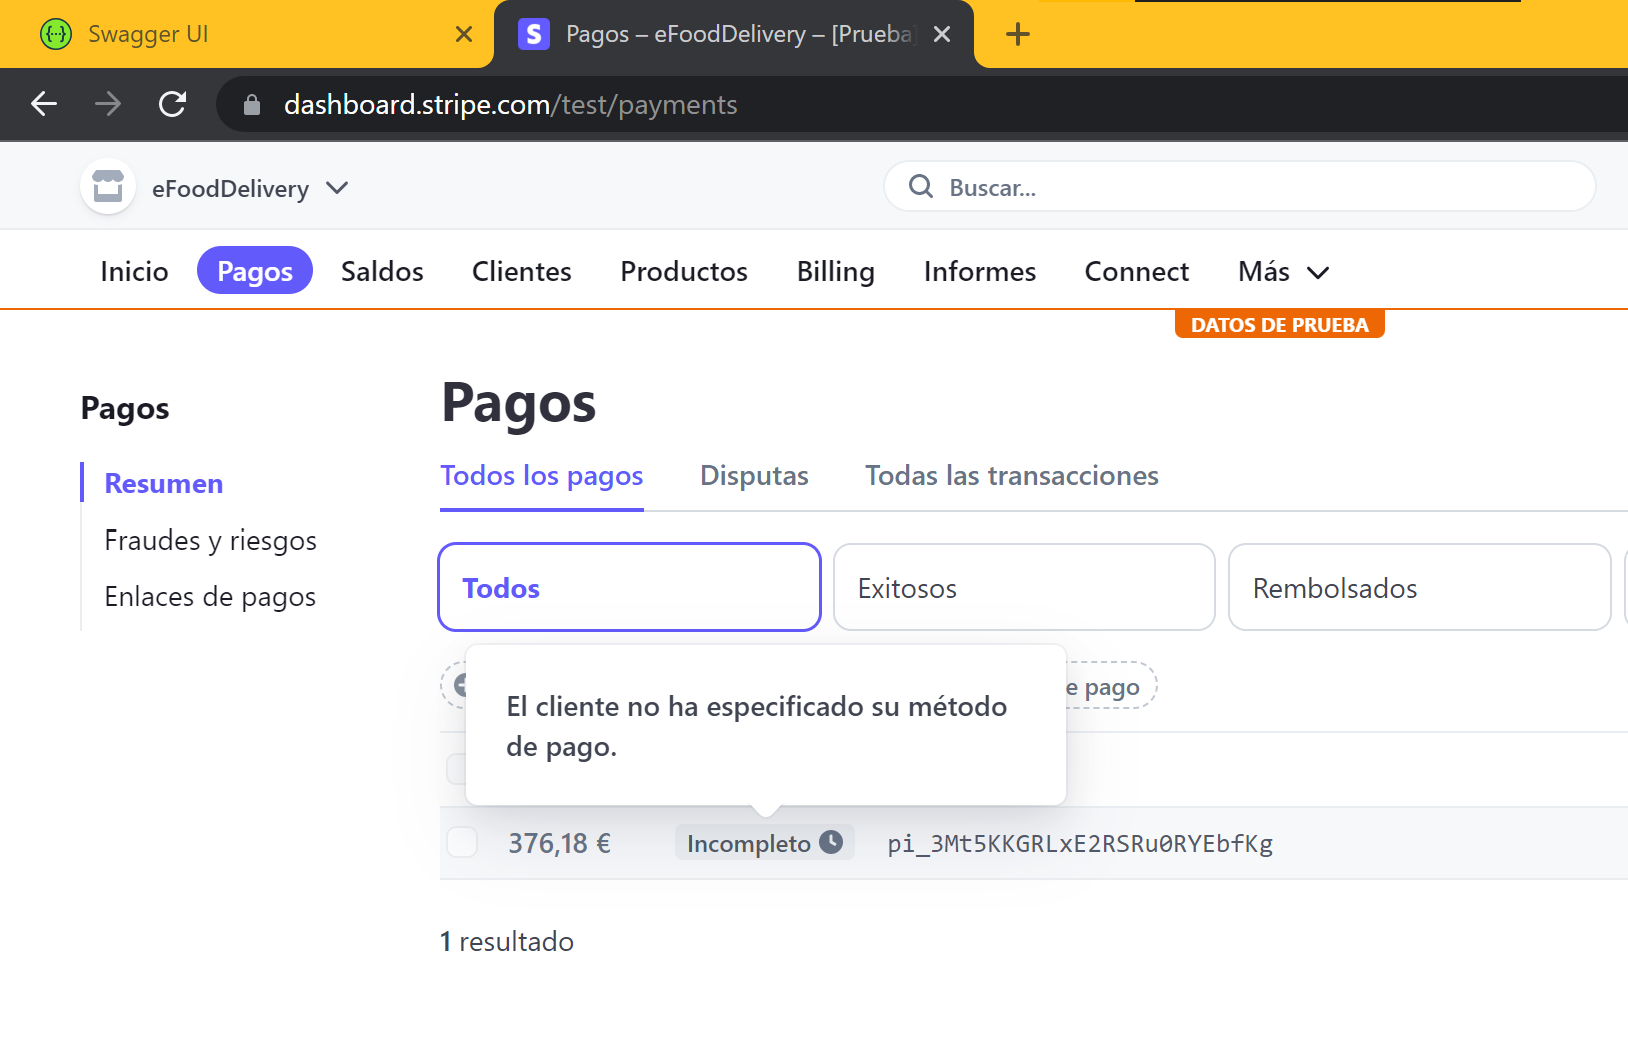 Swagger UI
Pagos – eFoodDelivery – [Prueba]
dashboard.stripe.com/test/payments
eFoodDelivery
Buscar...
Inicio Pagos Saldos Clientes Productos Billing Informes Connect Más
DATOS DE PRUEBA
Pagos
Resumen
Fraudes y riesgos
Enlaces de pagos
Pagos
Todos los pagos Disputas Todas las transacciones
Todos Exitosos Rembolsados
e pago
El cliente no ha especificado su método
de pago.
376,18 € Incompleto pi_3Mt5KKGRLxE2RSRu0RYEbfKg
1 resultado